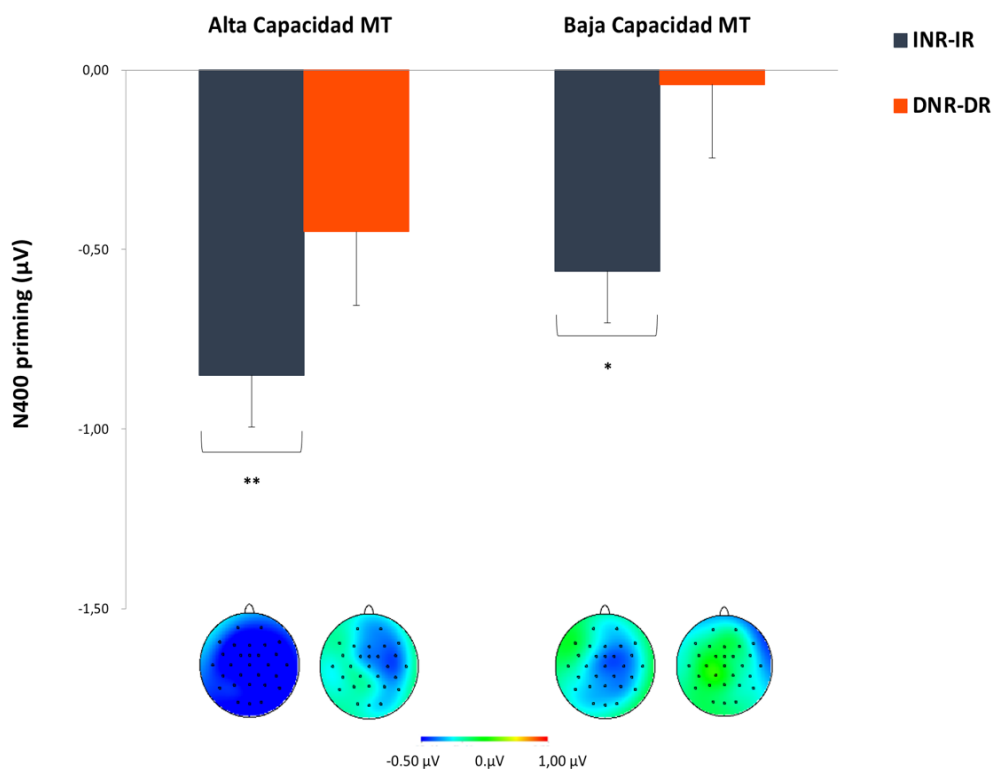 Alta Capacidad MT
Baja Capacidad MT
INR-IR
DNR-DR
0,00
-0,50
-1,00
-1,50
N400 priming (µV)
**
*
-0.50 µV
0.µV
1,00 µV